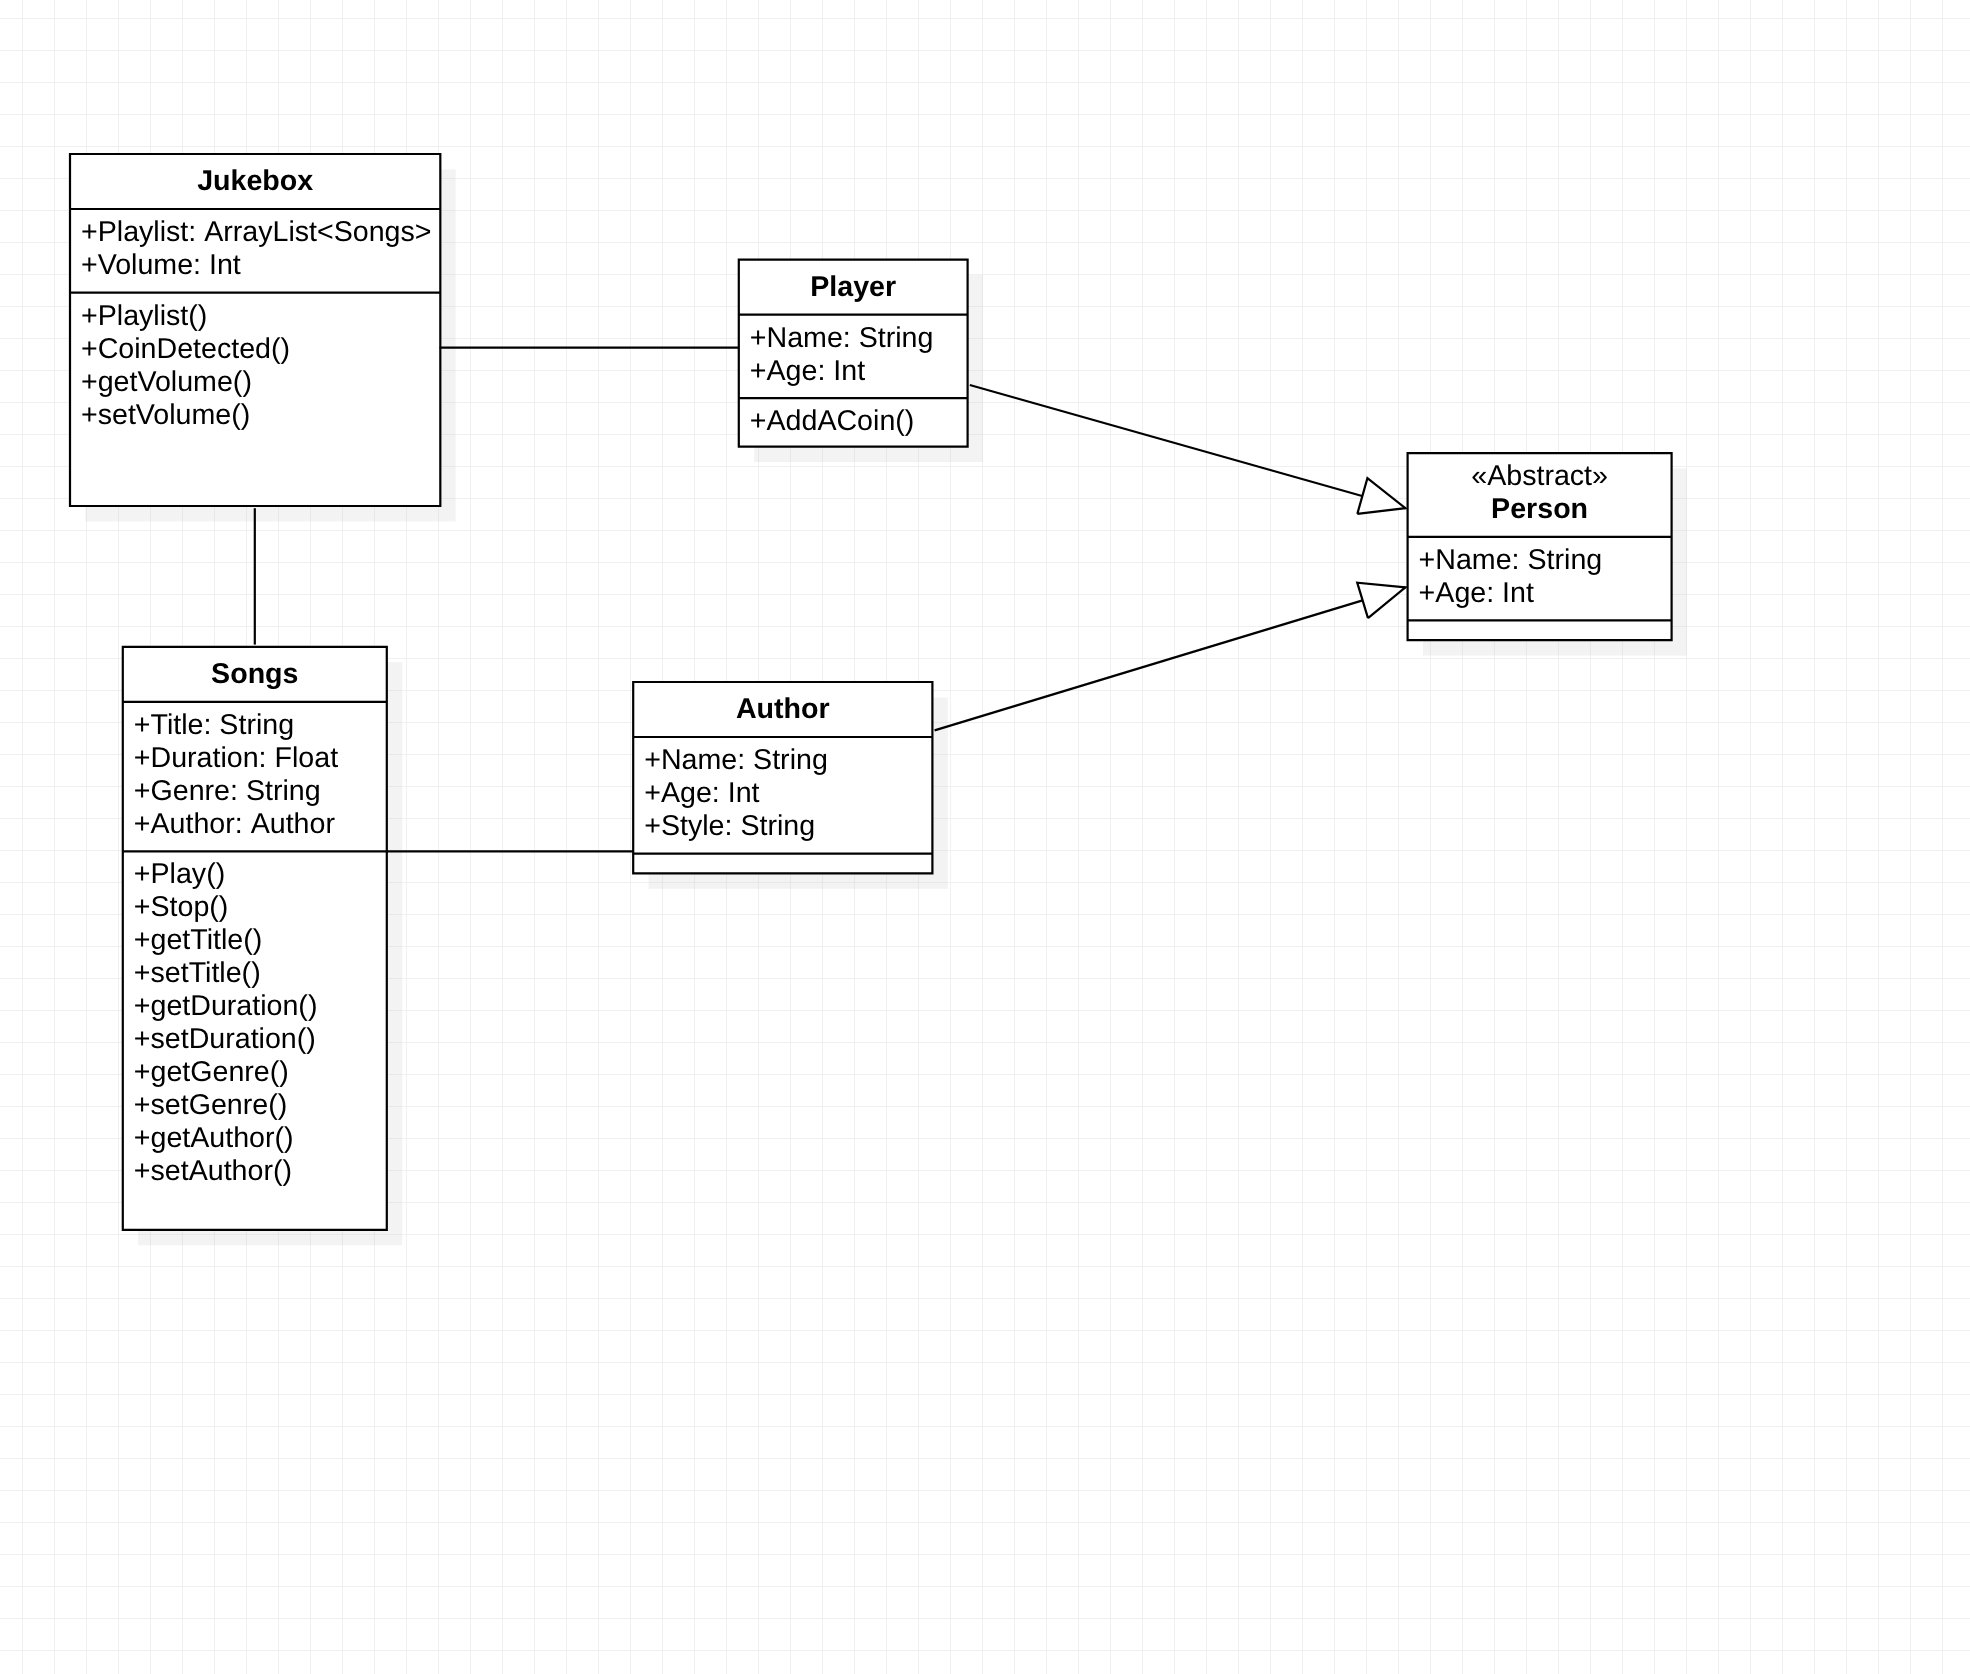 Jukebox
+Playlist: ArrayList<Songs>
+Volume: Int
+Playlist()
+CoinDetected()
+getVolume()
+setVolume()
Player
+Name: String
+Age: Int
+AddACoin()
«Abstract»
Person
+Name: String
+Age: Int
Songs
+Title: String
+Duration: Float
+Genre: String
+Author: Author
+Play()
+Stop()
+getTitle()
+setTitle()
+getDuration()
+setDuration()
+getGenre()
+setGenre()
+getAuthor()
+setAuthor()
Author
+Name: String
+Age: Int
+Style: String